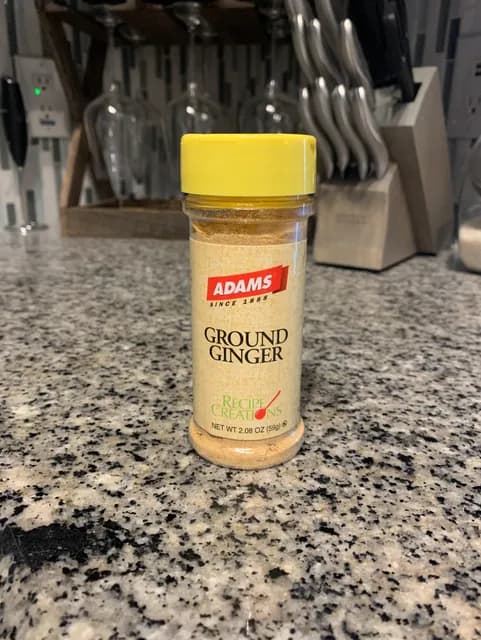 ADAMS
SINCE 1888
GROUND
GINGER
RECIPE
CREATIONS
NET WT 2.08 OZ (59g)